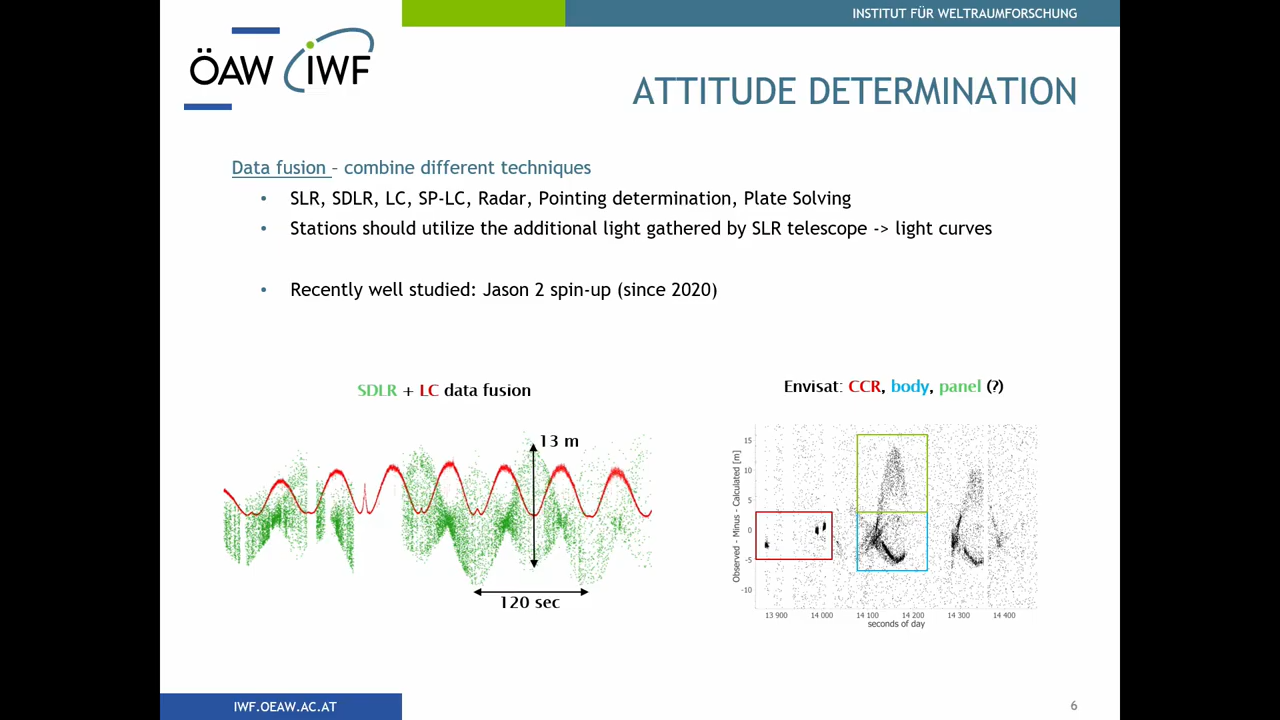 INSTITUT FÜR WELTRAUMFORSCHUNG
ÖAW IWF
ATTITUDE DETERMINATION
Data fusion – combine different techniques
• SLR, SDLR, LC, SP-LC, Radar, Pointing determination, Plate Solving
• Stations should utilize the additional light gathered by SLR telescope -> light curves
• Recently well studied: Jason 2 spin-up (since 2020)
SDLR + LC data fusion
13 m
120 sec
Envisat: CCR, body, panel (?)
Observed - Minus - Calculated [m]
15
10
5
0
-5
-10
13 900 14 000 14 100 14 200 14 300 14 400
seconds of day
IWF.OEAW.AC.AT
6